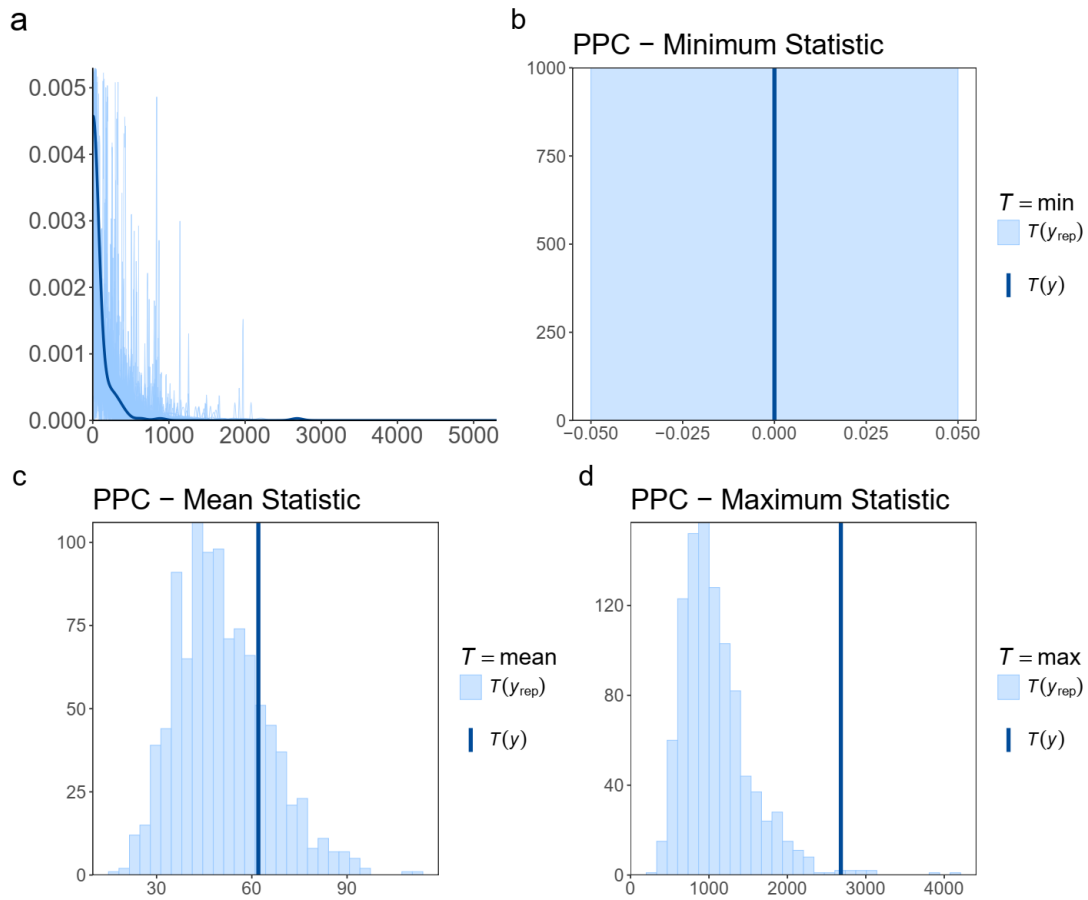 a
0.005
0.004
0.003
0.002
0.001
0.000
0 1000 2000 3000 4000 5000
b
PPC − Minimum Statistic
1000
750
500
250
0
−0.050 −0.025 0.000 0.025 0.050
T = min
T(yrep)
T(y)
c
PPC − Mean Statistic
100
75
50
25
0
30 60 90
T = mean
T(yrep)
T(y)
d
PPC − Maximum Statistic
120
80
40
0
0 1000 2000 3000 4000
T = max
T(yrep)
T(y)